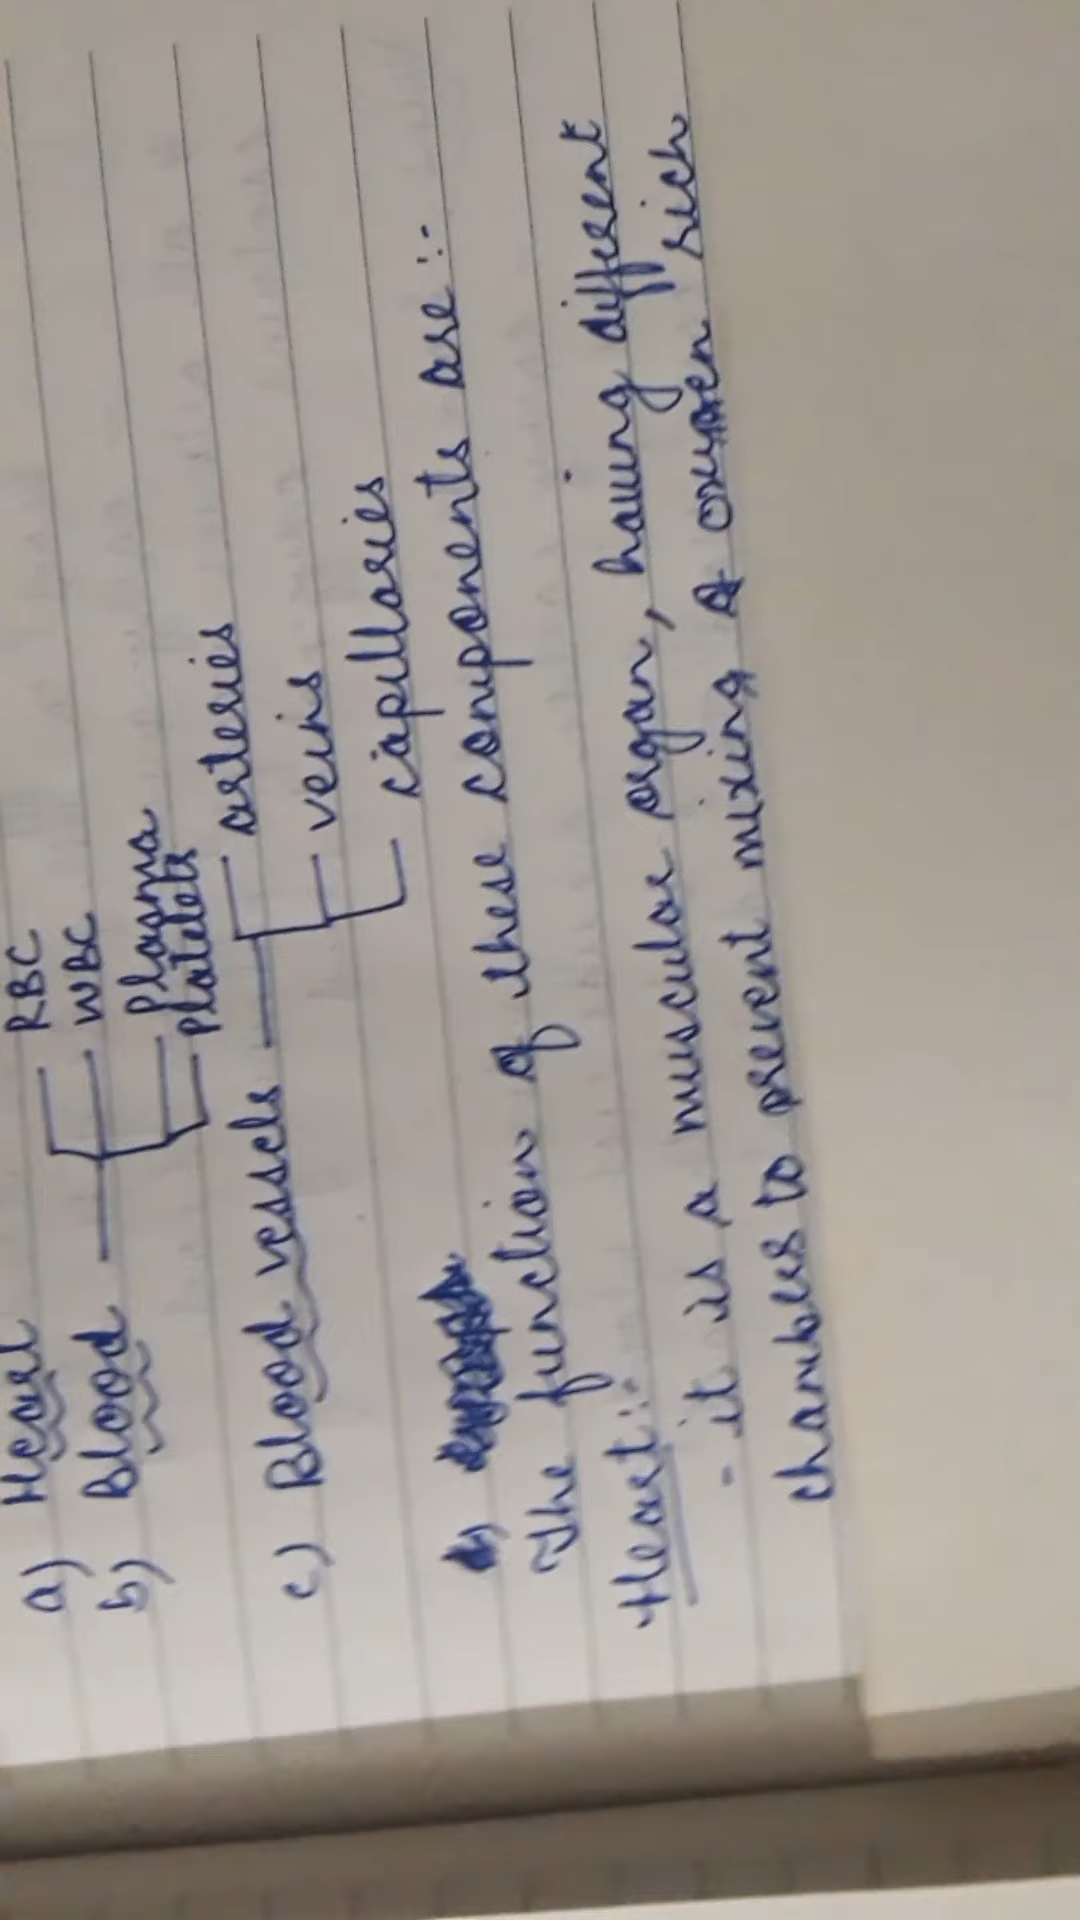 a) Heart
RBC
b) Blood
WBC
Plasma
Platelets
c) Blood vessels
arteries
veins
capillaries
The function of these components are :-
Heart :-
- it is a muscular organ, having different
chambers to prevent mixing of oxygen rich